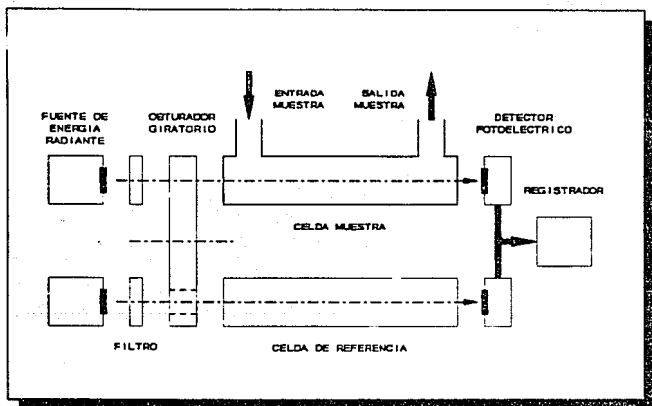 ENTRADA
MUESTRA
SALIDA
MUESTRA
FUENTE DE
ENERGIA
RADIANTE
OBTURADOR
GIRATORIO
DETECTOR
FOTOELECTRICO
REGISTRADOR
CELDA MUESTRA
FILTRO
CELDA DE REFERENCIA